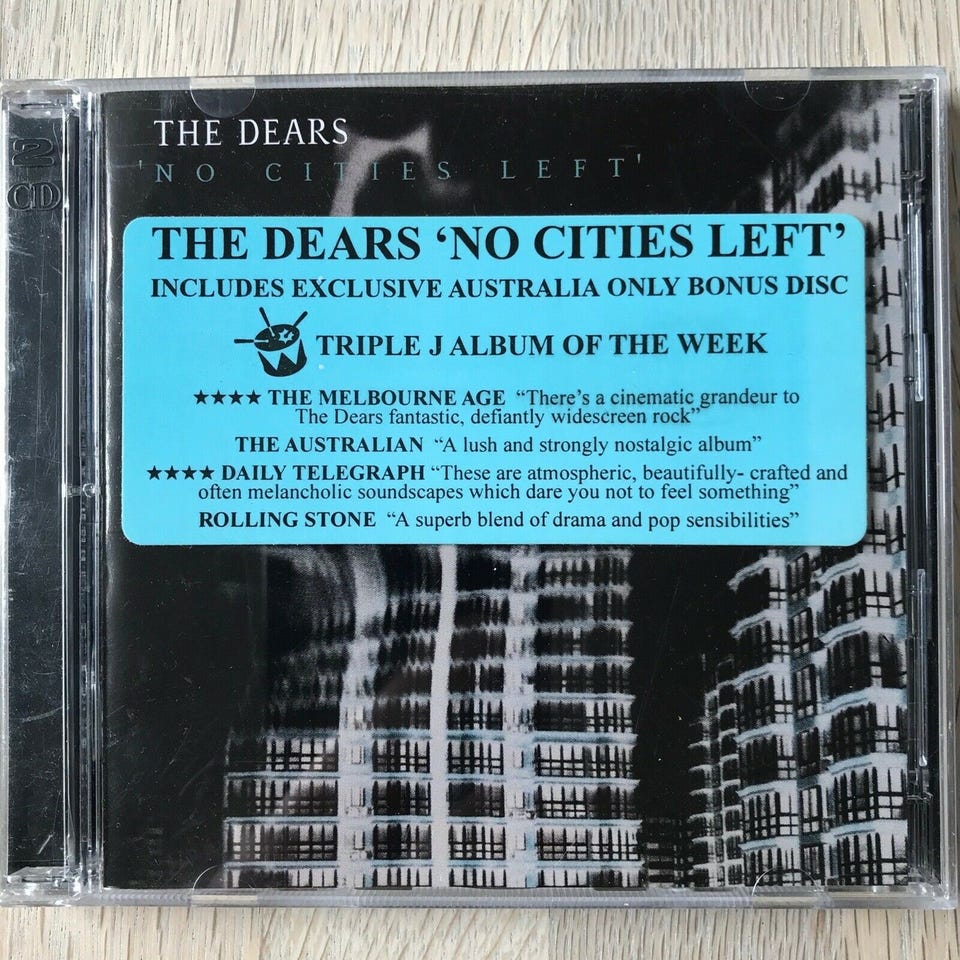 2
CD
THE DEARS
'NO CITIES LEFT'
THE DEARS ‘NO CITIES LEFT’
INCLUDES EXCLUSIVE AUSTRALIA ONLY BONUS DISC
TRIPLE J ALBUM OF THE WEEK
★★★★ THE MELBOURNE AGE “There’s a cinematic grandeur to
The Dears fantastic, defiantly widescreen rock”
THE AUSTRALIAN “A lush and strongly nostalgic album”
★★★★ DAILY TELEGRAPH “These are atmospheric, beautifully- crafted and
often melancholic soundscapes which dare you not to feel something”
ROLLING STONE “A superb blend of drama and pop sensibilities”